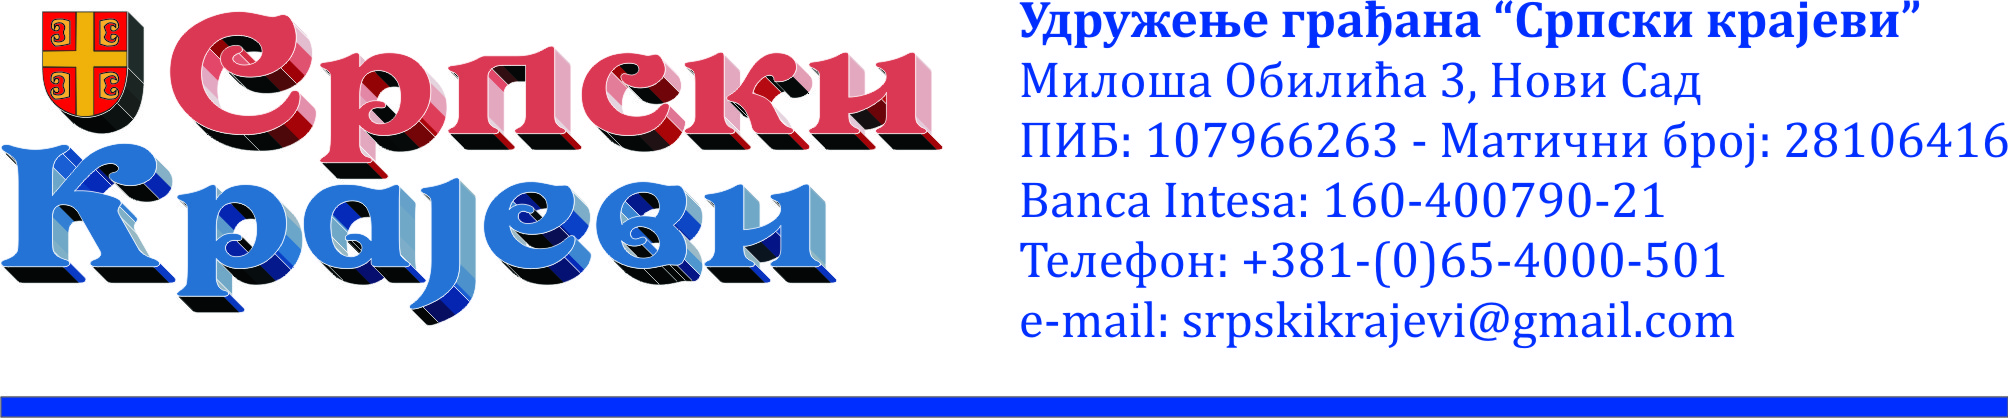 Српски
Крајеви
Удружење грађана “Српски крајеви”
Милоша Обилића 3, Нови Сад
ПИБ: 107966263 - Матични број: 28106416
Banca Intesa: 160-400790-21
Телефон: +381-(0)65-4000-501
e-mail: srpskikrajevi@gmail.com